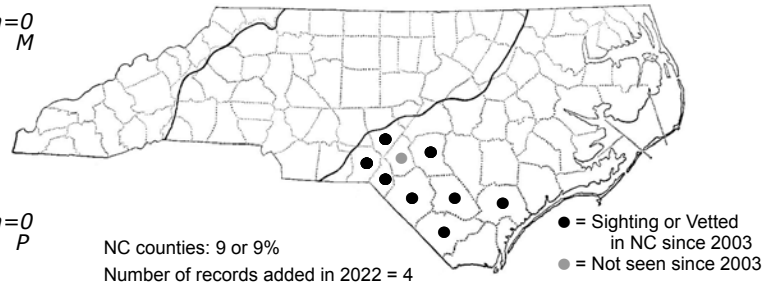 n=0
M
n=0
P
NC counties: 9 or 9%
Number of records added in 2022 = 4
= Sighting or Vetted
in NC since 2003
= Not seen since 2003